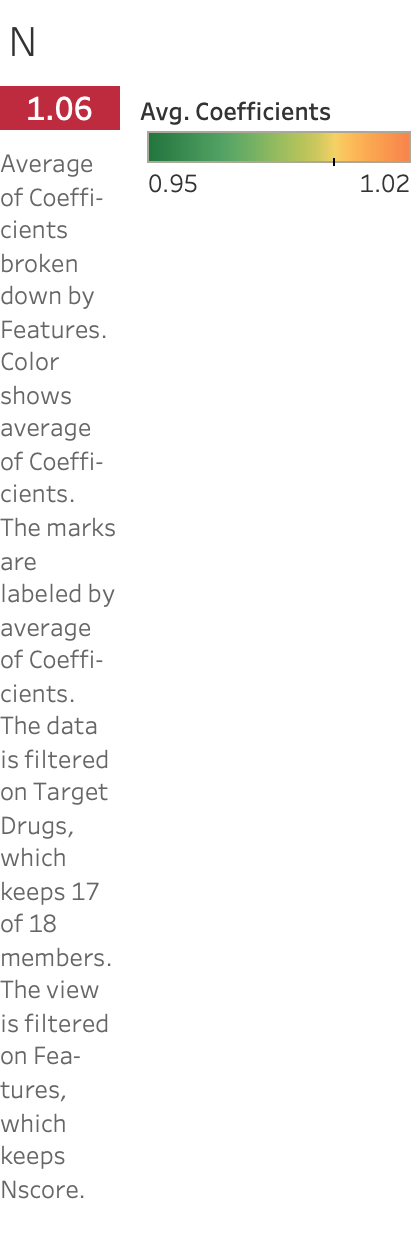 N
1.06
Avg. Coefficients
0.95 1.02
Average
of Coeffi-
cients
broken
down by
Features.
Color
shows
average
of Coeffi-
cients.
The marks
are
labeled by
average
of Coeffi-
cients.
The data
is filtered
on Target
Drugs,
which
keeps 17
of 18
members.
The view
is filtered
on Fea-
tures,
which
keeps
Nscore.